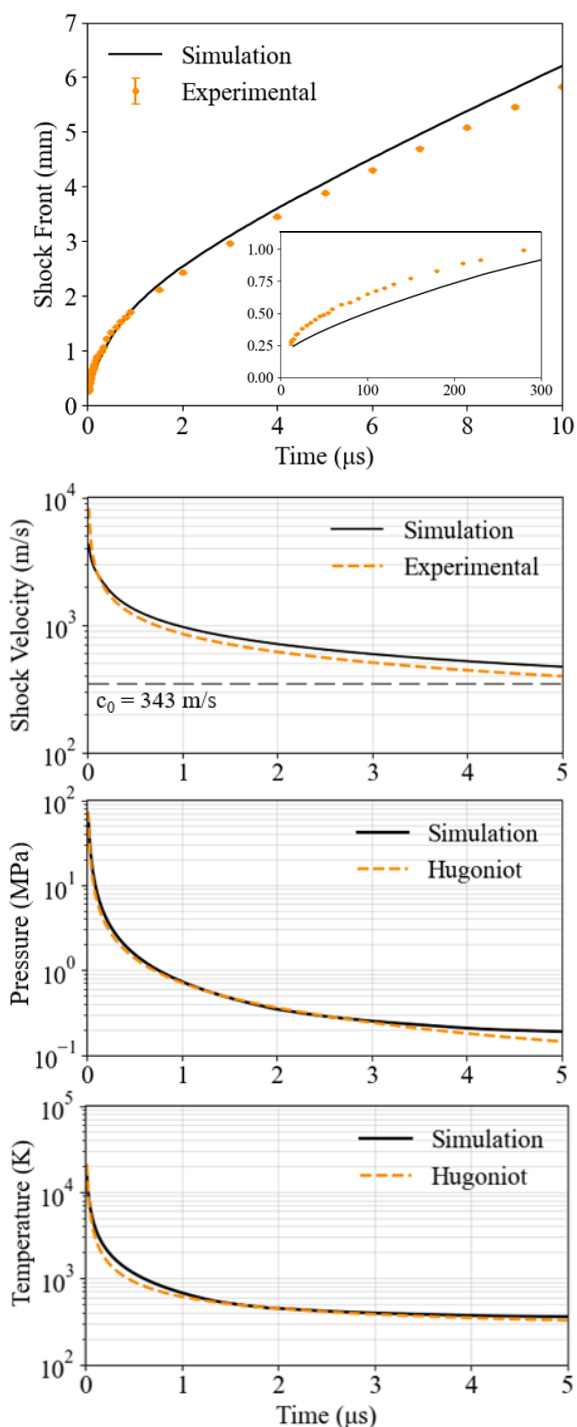 7
6
5
4
3
2
1
0
Shock Front (mm)
Simulation
Experimental
1.00
0.75
0.50
0.25
0.00
0 100 200 300
0 2 4 6 8 10
Time (μs)
10⁴
10³
10²
Shock Velocity (m/s)
Simulation
Experimental
c₀ = 343 m/s
0 1 2 3 4 5
10²
10¹
10⁰
10⁻¹
Pressure (MPa)
Simulation
Hugoniot
0 1 2 3 4 5
10⁵
10⁴
10³
10²
Temperature (K)
Simulation
Hugoniot
0 1 2 3 4 5
Time (μs)